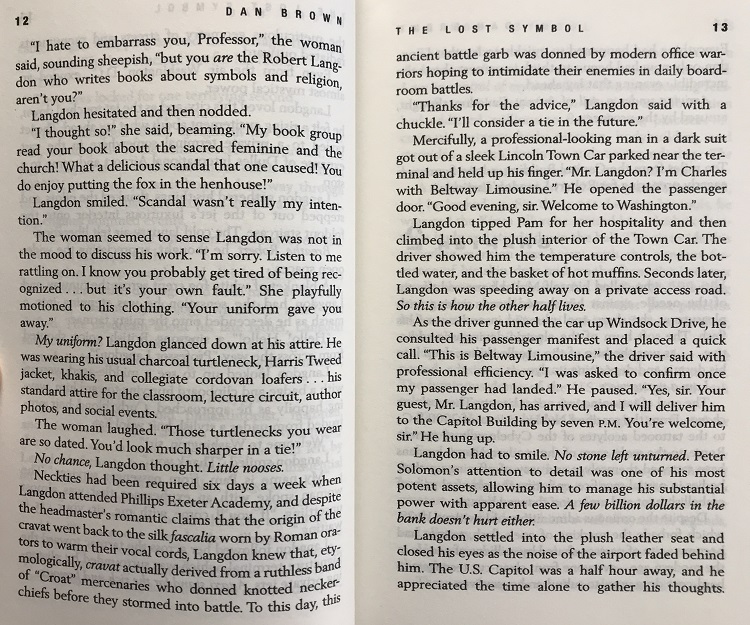 12 DAN BROWN
"I hate to embarrass you, Professor," the woman
said, sounding sheepish, "but you are the Robert Lang-
don who writes books about symbols and religion,
aren't you?"
Langdon hesitated and then nodded.
"I thought so!" she said, beaming. "My book group
read your book about the sacred feminine and the
church! What a delicious scandal that one caused! You
do enjoy putting the fox in the henhouse!"
Langdon smiled. "Scandal wasn't really my inten-
tion."
The woman seemed to sense Langdon was not in
the mood to discuss his work. "I'm sorry. Listen to me
rattling on. I know you probably get tired of being rec-
ognized . . . but it's your own fault." She playfully
motioned to his clothing. "Your uniform gave you
away."
My uniform? Langdon glanced down at his attire. He
was wearing his usual charcoal turtleneck, Harris Tweed
jacket, khakis, and collegiate cordovan loafers . . . his
standard attire for the classroom, lecture circuit, author
photos, and social events.
The woman laughed. "Those turtlenecks you wear
are so dated. You'd look much sharper in a tie!"
No chance, Langdon thought. Little nooses.
Neckties had been required six days a week when
Langdon attended Phillips Exeter Academy, and despite
the headmaster's romantic claims that the origin of the
cravat went back to the silk fascalia worn by Roman ora-
tors to warm their vocal cords, Langdon knew that, ety-
mologically, cravat actually derived from a ruthless band
of "Croat" mercenaries who donned knotted necker-
chiefs before they stormed into battle. To this day, this
THE LOST SYMBOL 13
ancient battle garb was donned by modern office war-
riors hoping to intimidate their enemies in daily board-
room battles.
"Thanks for the advice," Langdon said with a
chuckle. "I'll consider a tie in the future."
Mercifully, a professional-looking man in a dark suit
got out of a sleek Lincoln Town Car parked near the ter-
minal and held up his finger. "Mr. Langdon? I'm Charles
with Beltway Limousine." He opened the passenger
door. "Good evening, sir. Welcome to Washington."
Langdon tipped Pam for her hospitality and then
climbed into the plush interior of the Town Car. The
driver showed him the temperature controls, the bot-
tled water, and the basket of hot muffins. Seconds later,
Langdon was speeding away on a private access road.
So this is how the other half lives.
As the driver gunned the car up Windsock Drive, he
consulted his passenger manifest and placed a quick
call. "This is Beltway Limousine," the driver said with
professional efficiency. "I was asked to confirm once
my passenger had landed." He paused. "Yes, sir. Your
guest, Mr. Langdon, has arrived, and I will deliver him
to the Capitol Building by seven P.M. You're welcome,
sir." He hung up.
Langdon had to smile. No stone left unturned. Peter
Solomon's attention to detail was one of his most
potent assets, allowing him to manage his substantial
power with apparent ease. A few billion dollars in the
bank doesn't hurt either.
Langdon settled into the plush leather seat and
closed his eyes as the noise of the airport faded behind
him. The U.S. Capitol was a half hour away, and he
appreciated the time alone to gather his thoughts.